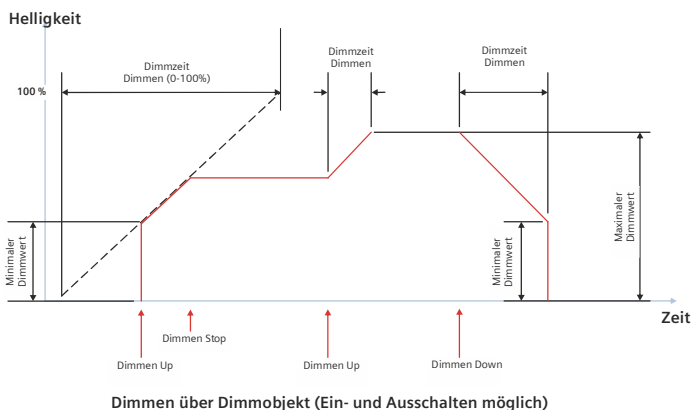 Helligkeit
Dimmzeit
Dimmen (0-100%)
Dimmzeit
Dimmen
Dimmzeit
Dimmen
100 %
Minimaler
Dimmwert
Minimaler
Dimmwert
Maximaler
Dimmwert
Zeit
Dimmen Stop
Dimmen Up
Dimmen Up
Dimmen Down
Dimmen über Dimmobjekt (Ein- und Ausschalten möglich)